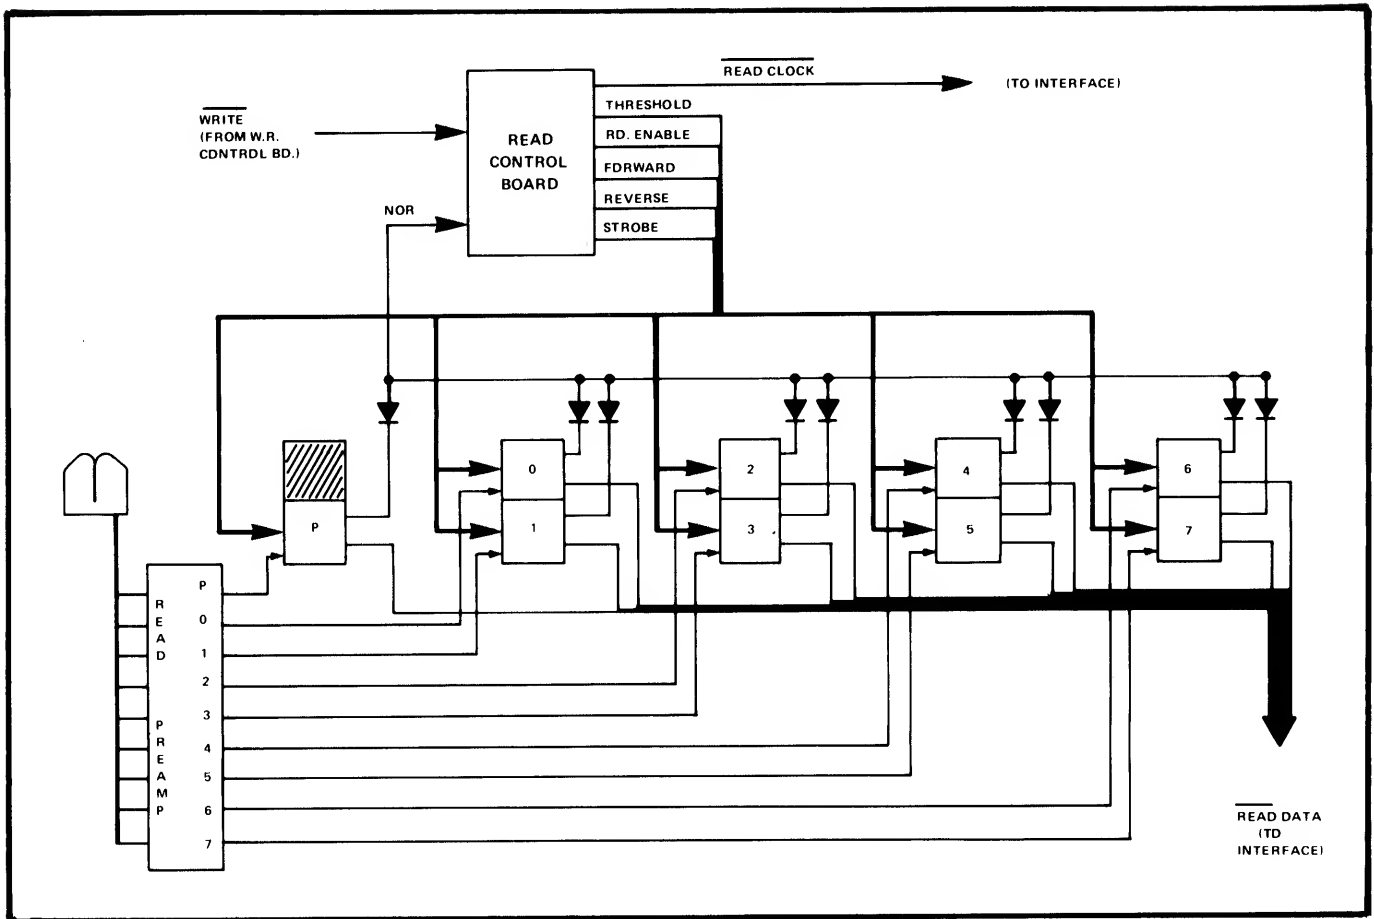 READ CLOCK
(TO INTERFACE)
WRITE
(FROM W.R.
CDNTRDL BD.)
READ
CONTROL
BOARD
THRESHOLD
RD. ENABLE
FDRWARD
REVERSE
STROBE
NOR
P
0
1
2
3
4
5
6
7
READ PREAMP
P
0
1
2
3
4
5
6
7
READ DATA
(TD
INTERFACE)